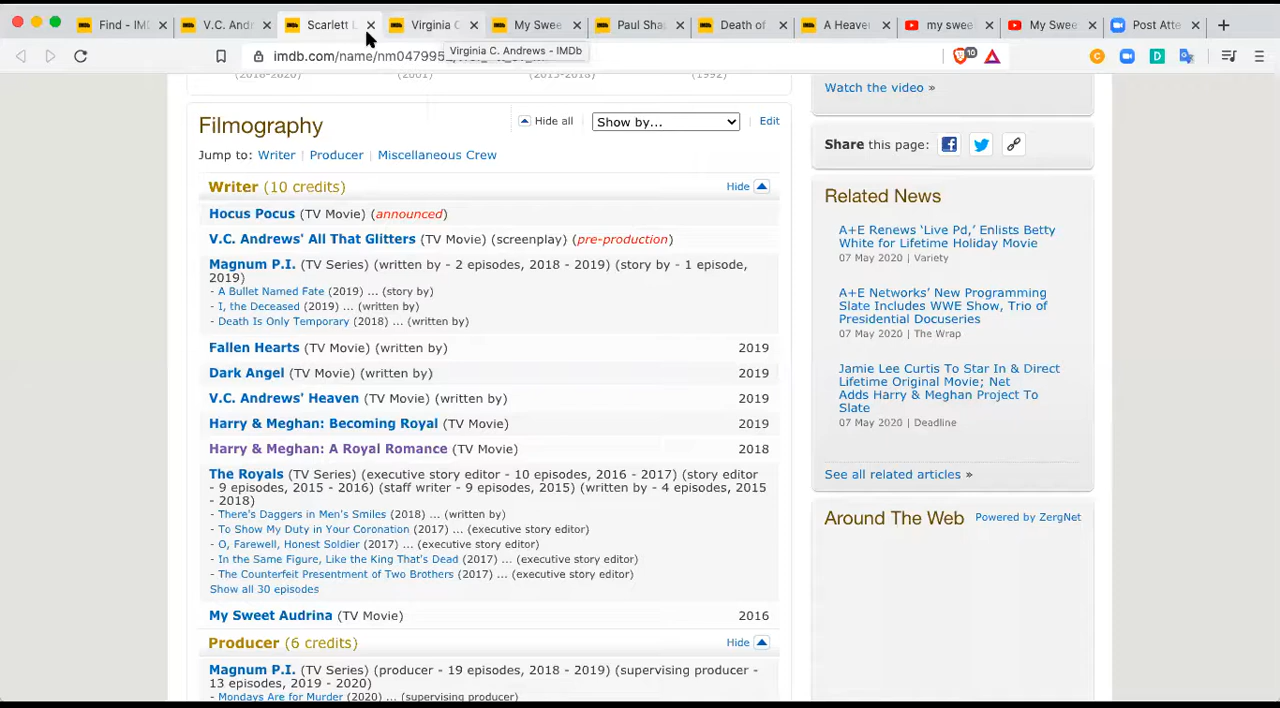 Find - IM
V.C. Andr
Scarlett L
Virginia C
My Swee
Paul Sha
Death of
A Heave
my swee
My Swee
Post Atte
imdb.com/name/nm047995
Virginia C. Andrews - IMDb
10
(2018-2020)
(2001)
(2015-2018)
(1992)
Filmography
Hide all
Show by...
Edit
Jump to: Writer | Producer | Miscellaneous Crew
Writer (10 credits)
Hide
Hocus Pocus (TV Movie) (announced)
V.C. Andrews' All That Glitters (TV Movie) (screenplay) (pre-production)
Magnum P.I. (TV Series) (written by - 2 episodes, 2018 - 2019) (story by - 1 episode,
2019)
- A Bullet Named Fate (2019) ... (story by)
- I, the Deceased (2019) ... (written by)
- Death Is Only Temporary (2018) ... (written by)
Fallen Hearts (TV Movie) (written by) 2019
Dark Angel (TV Movie) (written by) 2019
V.C. Andrews' Heaven (TV Movie) (written by) 2019
Harry & Meghan: Becoming Royal (TV Movie) 2019
Harry & Meghan: A Royal Romance (TV Movie) 2018
The Royals (TV Series) (executive story editor - 10 episodes, 2016 - 2017) (story editor
- 9 episodes, 2015 - 2016) (staff writer - 9 episodes, 2015) (written by - 4 episodes, 2015
- 2018)
- There's Daggers in Men's Smiles (2018) ... (written by)
- To Show My Duty in Your Coronation (2017) ... (executive story editor)
- O, Farewell, Honest Soldier (2017) ... (executive story editor)
- In the Same Figure, Like the King That's Dead (2017) ... (executive story editor)
- The Counterfeit Presentment of Two Brothers (2017) ... (executive story editor)
Show all 30 episodes
My Sweet Audrina (TV Movie) 2016
Producer (6 credits)
Hide
Magnum P.I. (TV Series) (producer - 19 episodes, 2018 - 2019) (supervising producer -
13 episodes, 2019 - 2020)
- Mondays Are for Murder (2020) ... (supervising producer)
Watch the video »
Share this page:
Related News
A+E Renews ‘Live Pd,’ Enlists Betty
White for Lifetime Holiday Movie
07 May 2020 | Variety
A+E Networks’ New Programming
Slate Includes WWE Show, Trio of
Presidential Docuseries
07 May 2020 | The Wrap
Jamie Lee Curtis To Star In & Direct
Lifetime Original Movie; Net
Adds Harry & Meghan Project To
Slate
07 May 2020 | Deadline
See all related articles »
Around The Web
Powered by ZergNet